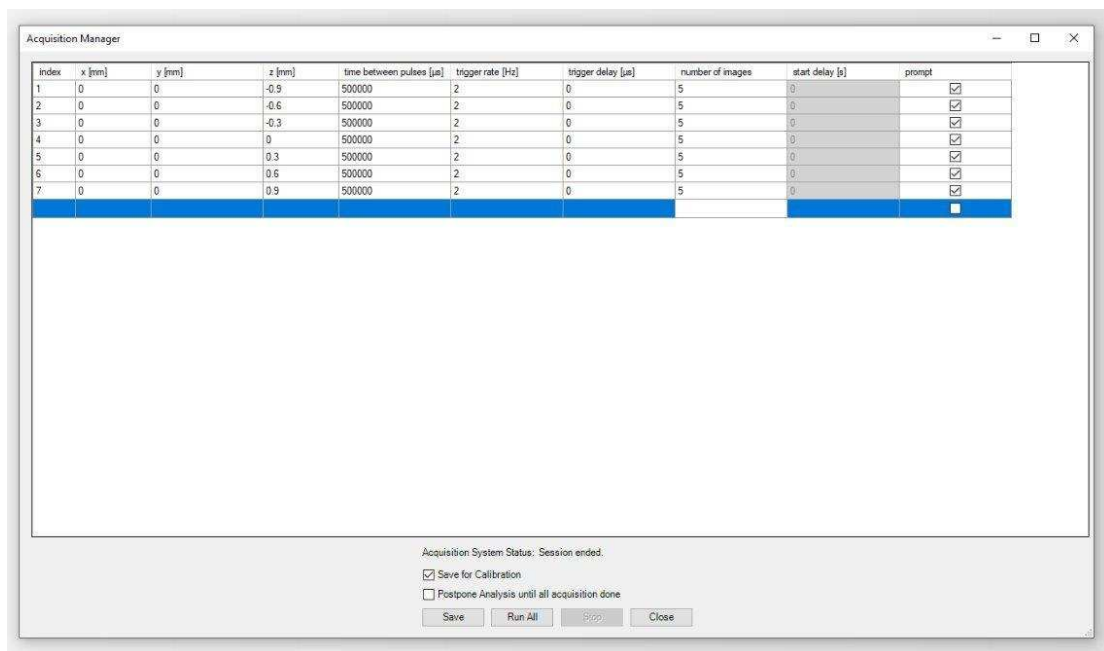 Acquisition Manager
index x [mm] y [mm] z [mm] time between pulses [µs] trigger rate [Hz] trigger delay [µs] number of images start delay [s] prompt
1 0 0 -0.9 500000 2 0 5 0
2 0 0 -0.6 500000 2 0 5 0
3 0 0 -0.3 500000 2 0 5 0
4 0 0 0 500000 2 0 5 0
5 0 0 0.3 500000 2 0 5 0
6 0 0 0.6 500000 2 0 5 0
7 0 0 0.9 500000 2 0 5 0
Acquisition System Status: Session ended.
Save for Calibration
Postpone Analysis until all acquisition done
Save Run All Stop Close